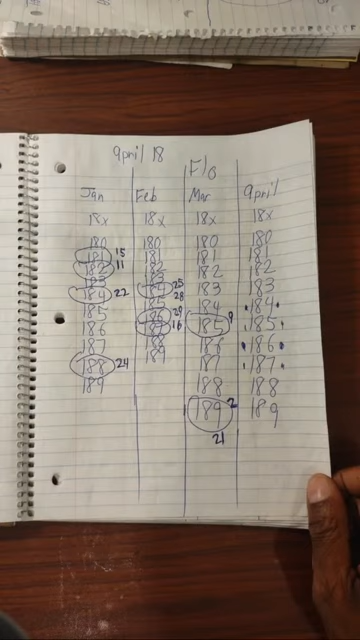 april 18
F/o
Jan Feb Mar april
18x 18x 18x 18x
180 180 180 180
181 15 181 181 181
182 11 182 182 182
183 183 183 183
184 22 184 25 28 184 184
185 185 185 9 185
186 186 29 186 186
187 187 16 187 187
188 24 188 188 188
189 189 189 2 21 189